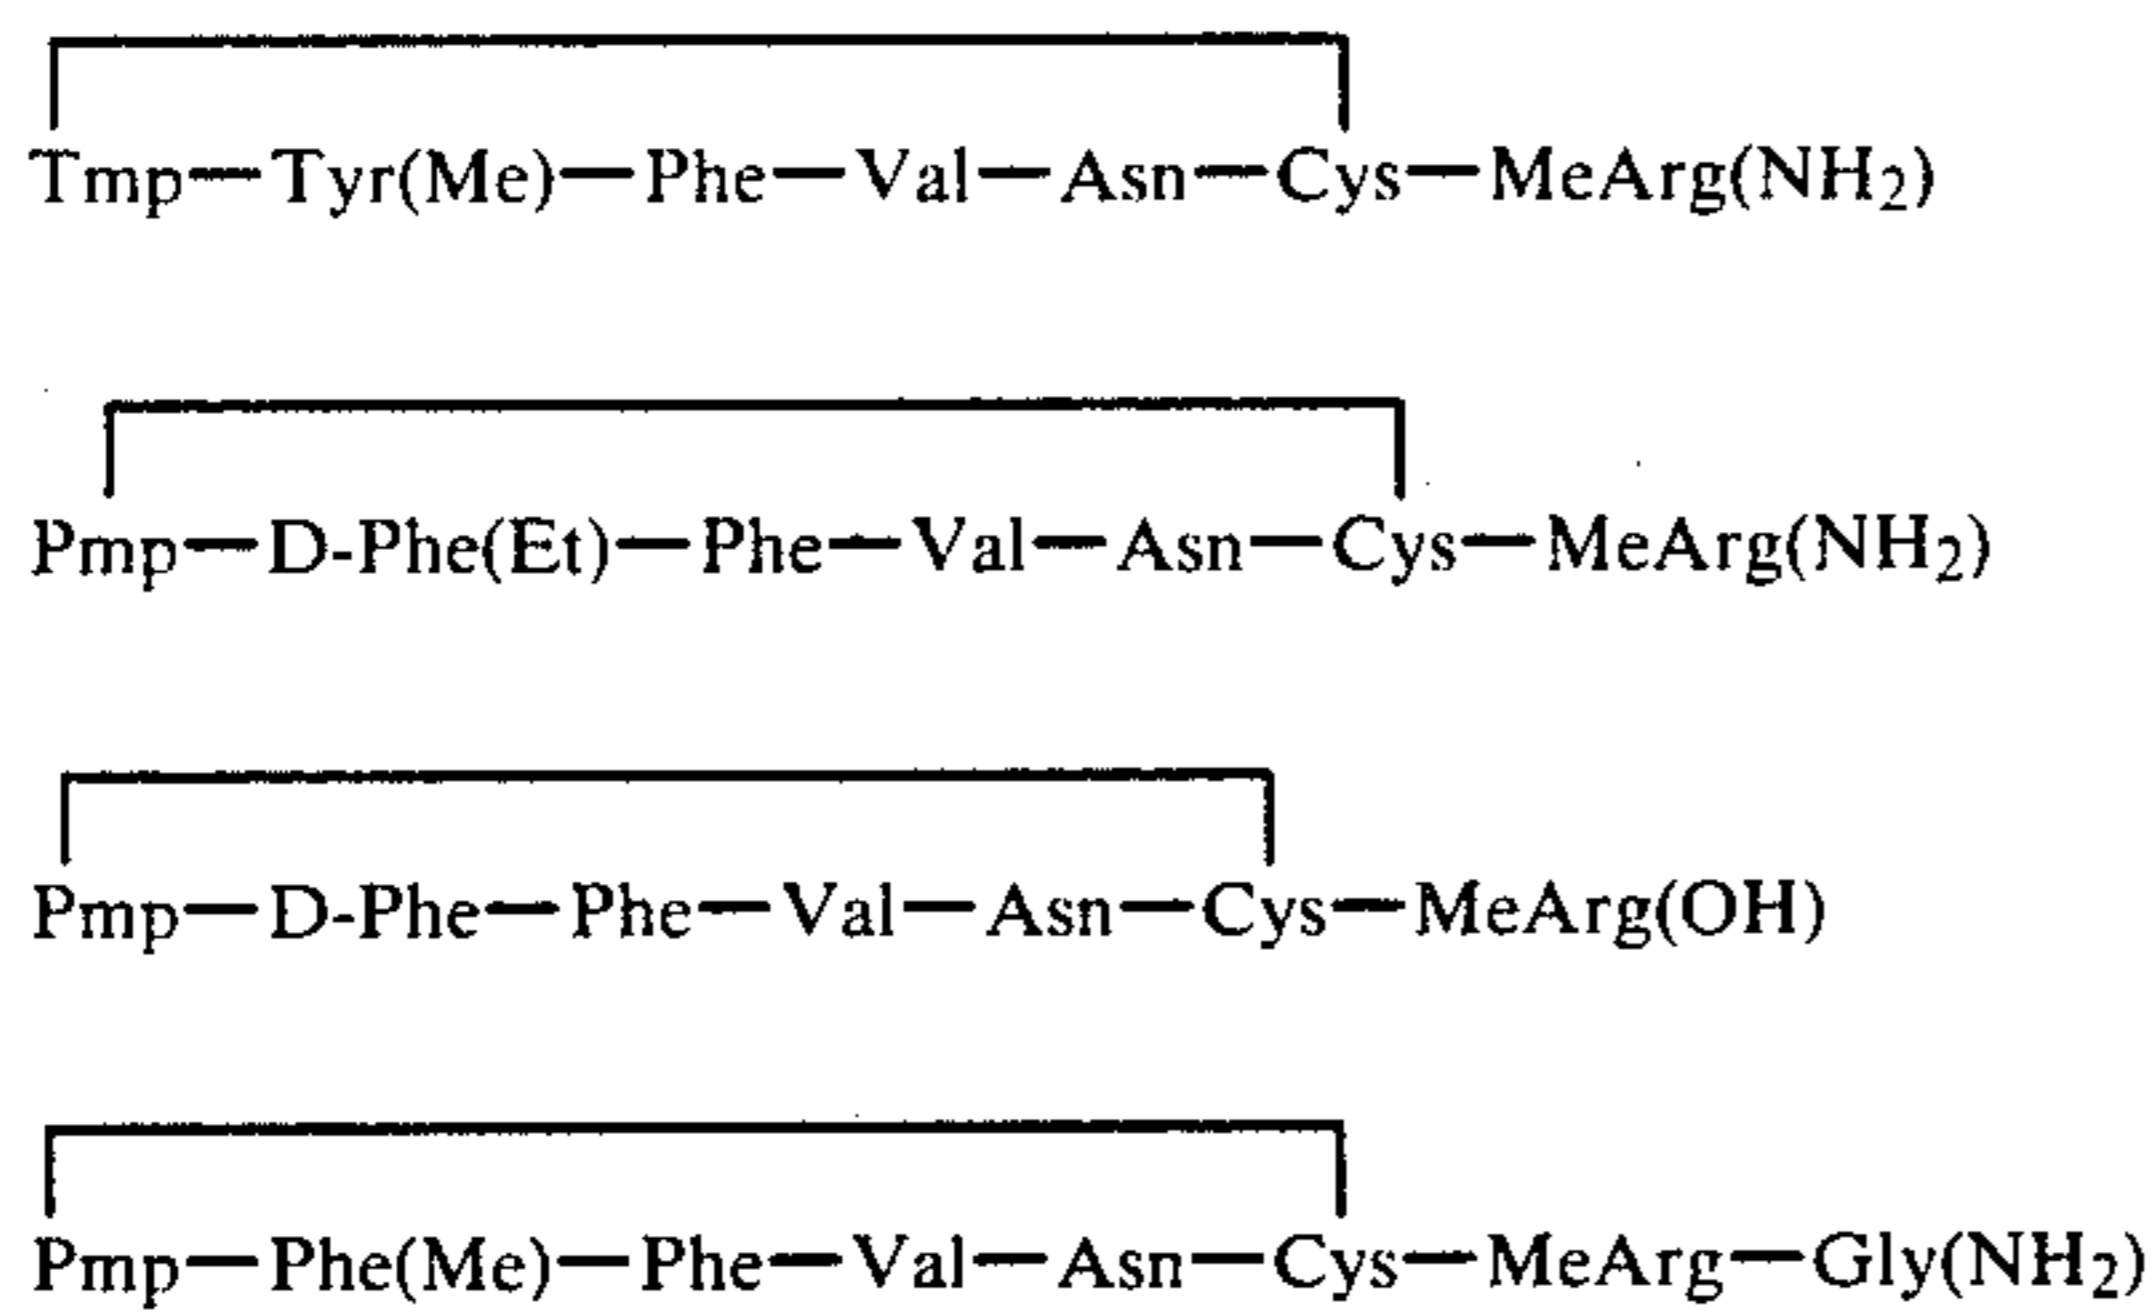 Tmp—Tyr(Me)—Phe—Val—Asn—Cys—MeArg(NH₂)
Pmp—D-Phe(Et)—Phe—Val—Asn—Cys—MeArg(NH₂)
Pmp—D-Phe—Phe—Val—Asn—Cys—MeArg(OH)
Pmp—Phe(Me)—Phe—Val—Asn—Cys—MeArg—Gly(NH₂)